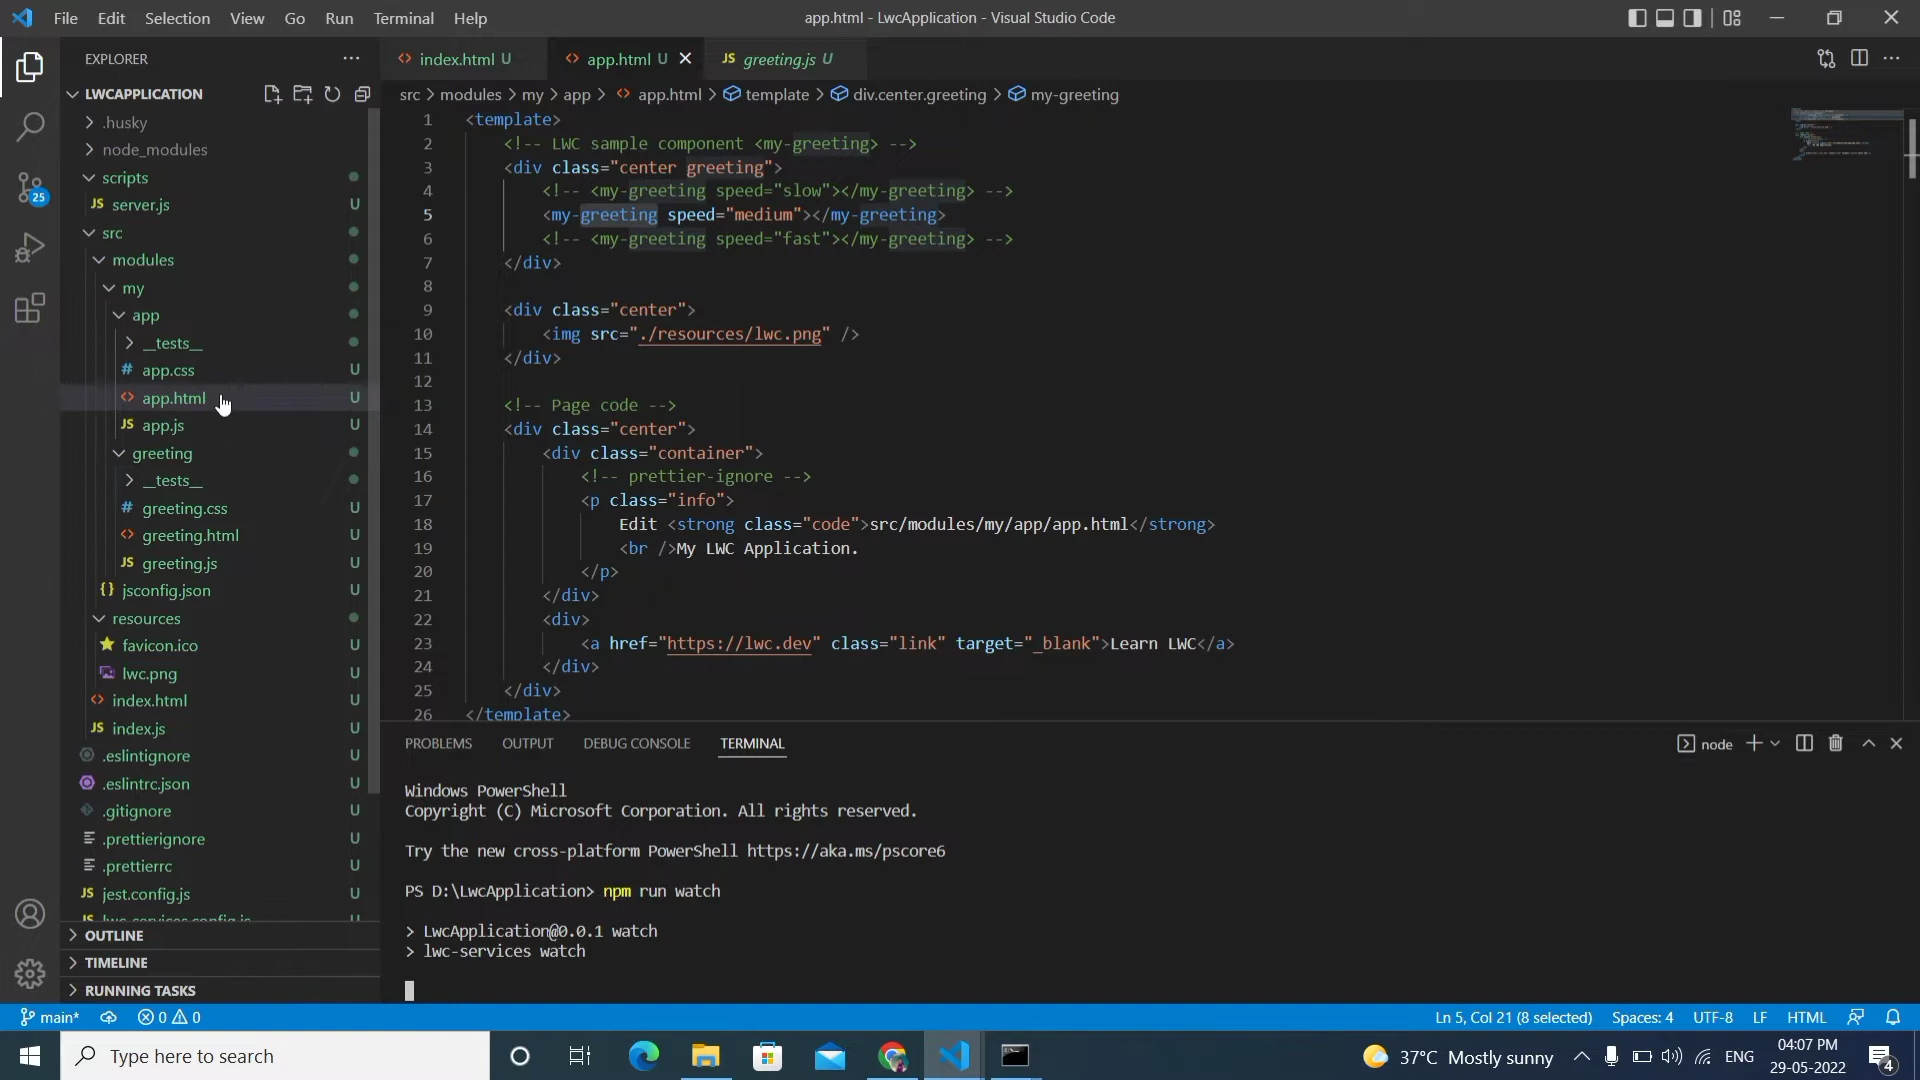 File Edit Selection View Go Run Terminal Help
app.html - LwcApplication - Visual Studio Code
EXPLORER
LWCAPPLICATION
.husky
node_modules
scripts
JS server.js U
src
modules
my
app
__tests__
# app.css U
<> app.html U
JS app.js U
greeting
__tests__
# greeting.css U
<> greeting.html U
JS greeting.js U
{} jsconfig.json U
resources
favicon.ico U
lwc.png U
<> index.html U
JS index.js U
.eslintignore U
.eslintrc.json U
.gitignore U
.prettierignore U
.prettierrc U
JS jest.config.js U
JS lwc-services.config.js U
OUTLINE
TIMELINE
RUNNING TASKS
25
<> index.html U
<> app.html U
JS greeting.js U
src > modules > my > app > <> app.html > template > div.center.greeting > my-greeting
1 <template>
2 <!-- LWC sample component <my-greeting> -->
3 <div class="center greeting">
4 <!-- <my-greeting speed="slow"></my-greeting> -->
5 <my-greeting speed="medium"></my-greeting>
6 <!-- <my-greeting speed="fast"></my-greeting> -->
7 </div>
8
9 <div class="center">
10 <img src="./resources/lwc.png" />
11 </div>
12
13 <!-- Page code -->
14 <div class="center">
15 <div class="container">
16 <!-- prettier-ignore -->
17 <p class="info">
18 Edit <strong class="code">src/modules/my/app/app.html</strong>
19 <br />My LWC Application.
20 </p>
21 </div>
22 <div>
23 <a href="https://lwc.dev" class="link" target="_blank">Learn LWC</a>
24 </div>
25 </div>
26 </template>
PROBLEMS OUTPUT DEBUG CONSOLE TERMINAL
node
Windows PowerShell
Copyright (C) Microsoft Corporation. All rights reserved.
Try the new cross-platform PowerShell https://aka.ms/pscore6
PS D:\LwcApplication> npm run watch
> LwcApplication@0.0.1 watch
> lwc-services watch
main* 0 0
Ln 5, Col 21 (8 selected) Spaces: 4 UTF-8 LF HTML
Type here to search
37°C Mostly sunny
ENG
04:07 PM
29-05-2022
4